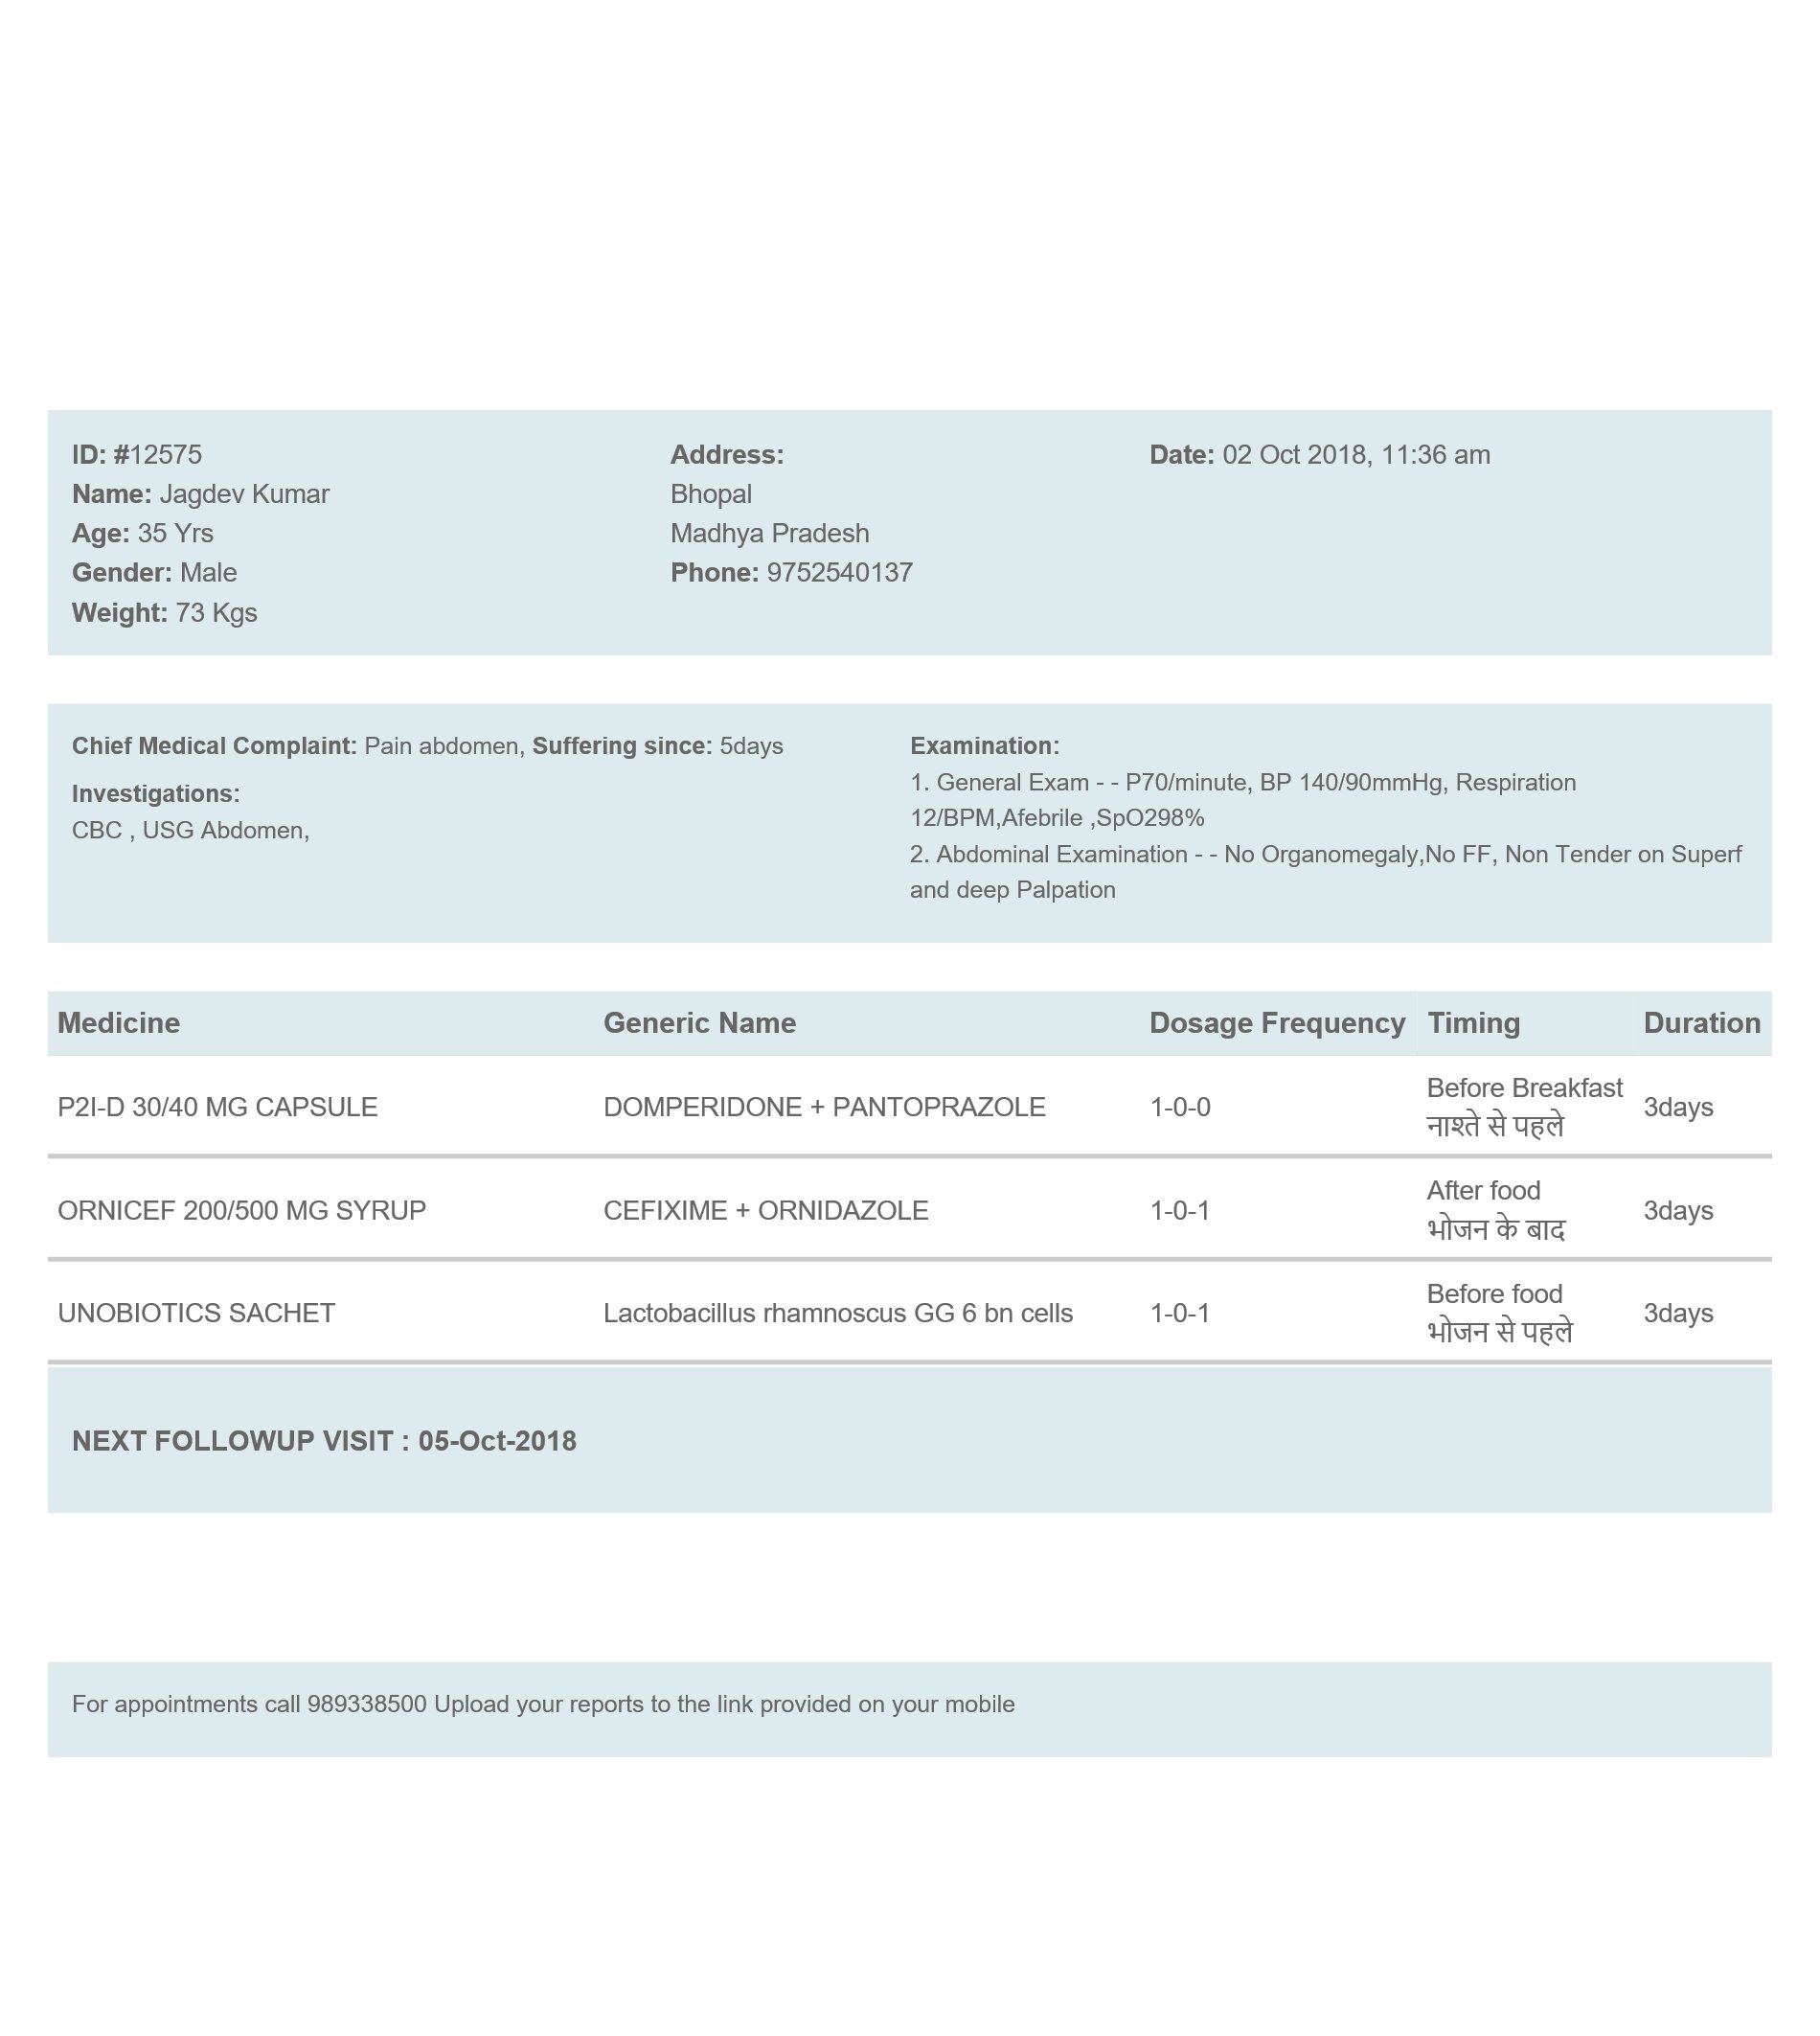 ID: #12575
Name: Jagdev Kumar
Age: 35 Yrs
Gender: Male
Weight: 73 Kgs
Address:
Bhopal
Madhya Pradesh
Phone: 9752540137
Date: 02 Oct 2018, 11:36 am
Chief Medical Complaint: Pain abdomen, Suffering since: 5days
Investigations:
CBC , USG Abdomen,
Examination:
1. General Exam - - P70/minute, BP 140/90mmHg, Respiration
12/BPM,Afebrile ,SpO298%
2. Abdominal Examination - - No Organomegaly,No FF, Non Tender on Superf
and deep Palpation
Medicine Generic Name Dosage Frequency Timing Duration
P2I-D 30/40 MG CAPSULE DOMPERIDONE + PANTOPRAZOLE 1-0-0 Before Breakfast 3days
नाश्ते से पहले
ORNICEF 200/500 MG SYRUP CEFIXIME + ORNIDAZOLE 1-0-1 After food 3days
भोजन के बाद
UNOBIOTICS SACHET Lactobacillus rhamnoscus GG 6 bn cells 1-0-1 Before food 3days
भोजन से पहले
NEXT FOLLOWUP VISIT : 05-Oct-2018
For appointments call 989338500 Upload your reports to the link provided on your mobile